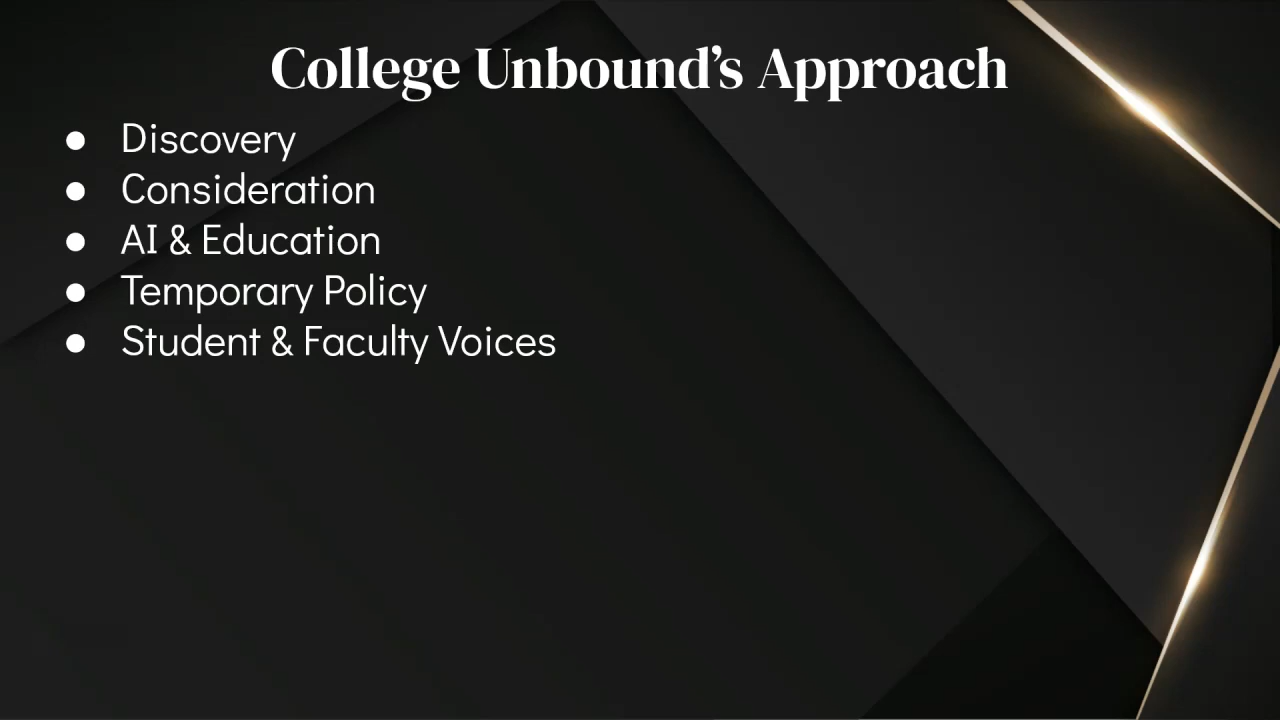 College Unbound’s Approach
● Discovery
● Consideration
● AI & Education
● Temporary Policy
● Student & Faculty Voices